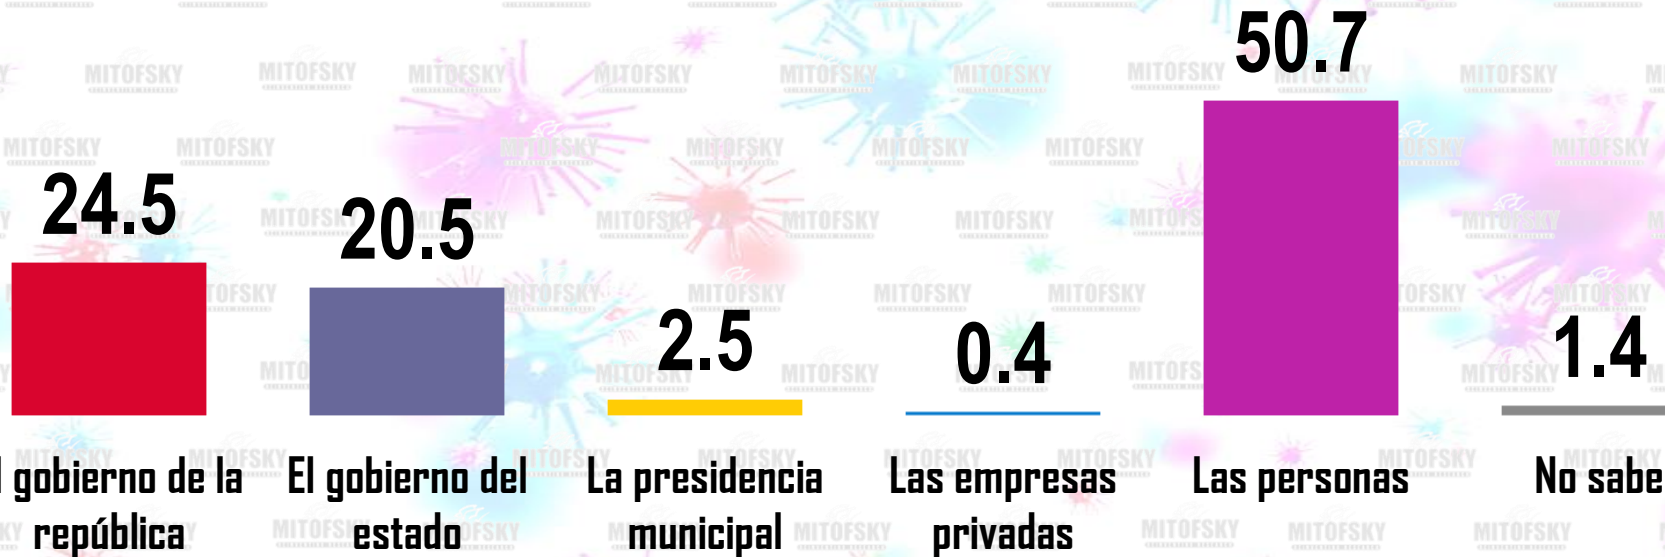 50.7
24.5
20.5
2.5
0.4
1.4
gobierno de la república
El gobierno del estado
La presidencia municipal
Las empresas privadas
Las personas
No sabe
MITOFSKY